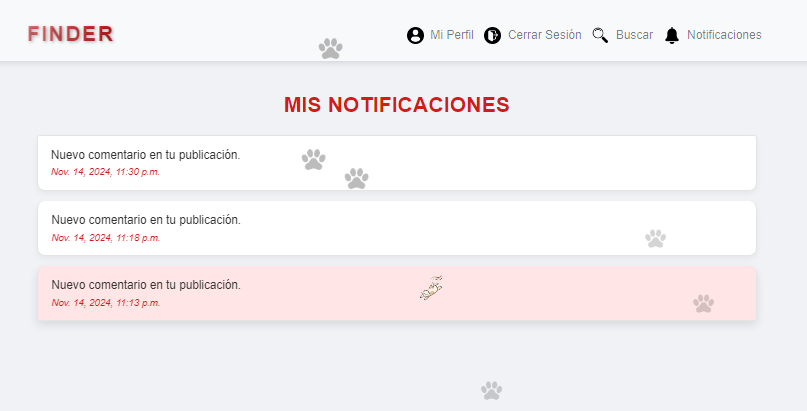 FINDER
Mi Perfil
Cerrar Sesión
Buscar
Notificaciones
MIS NOTIFICACIONES
Nuevo comentario en tu publicación.
Nov. 14, 2024, 11:30 p.m.
Nuevo comentario en tu publicación.
Nov. 14, 2024, 11:18 p.m.
Nuevo comentario en tu publicación.
Nov. 14, 2024, 11:13 p.m.